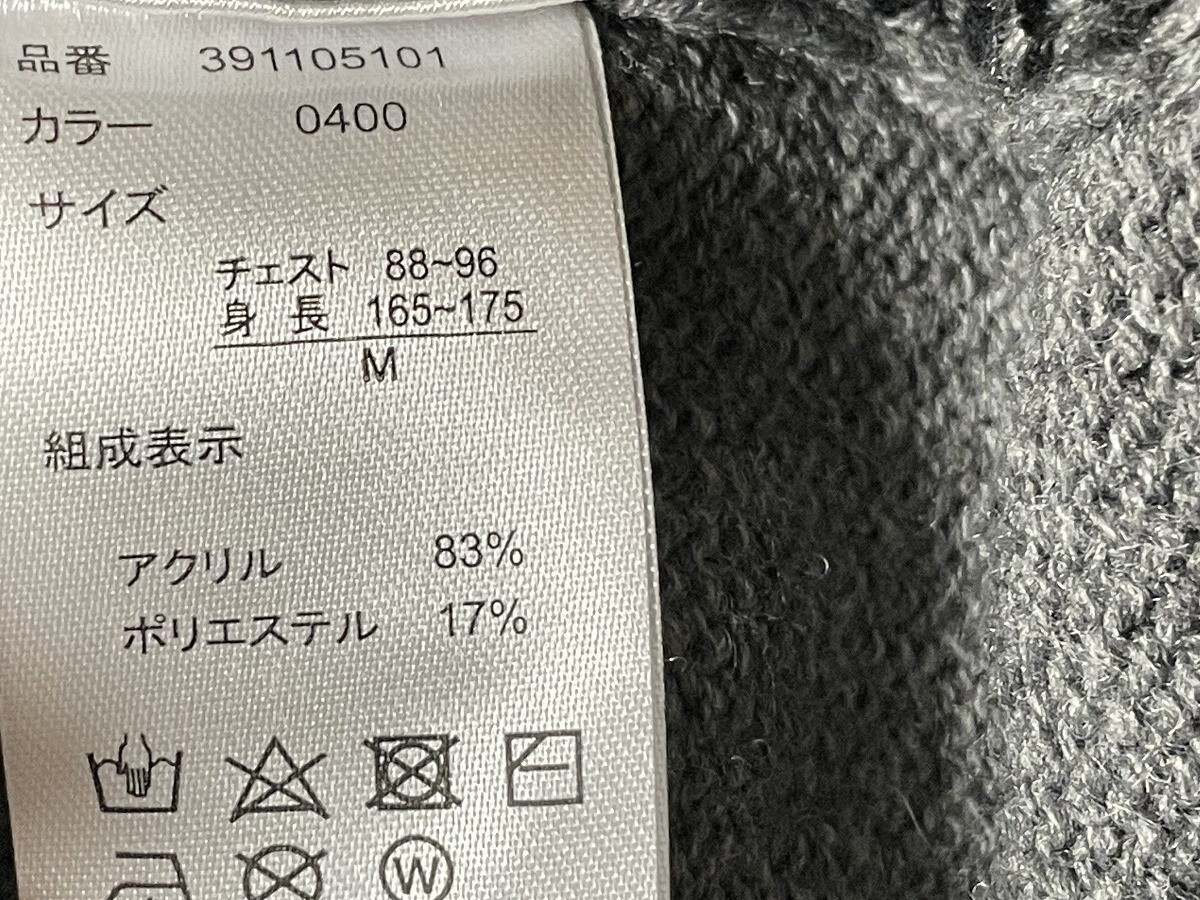 品番 391105101
カラー 0400
サイズ
チェスト 88~96
身 長 165~175
M
組成表示
アクリル 83%
ポリエステル 17%
W